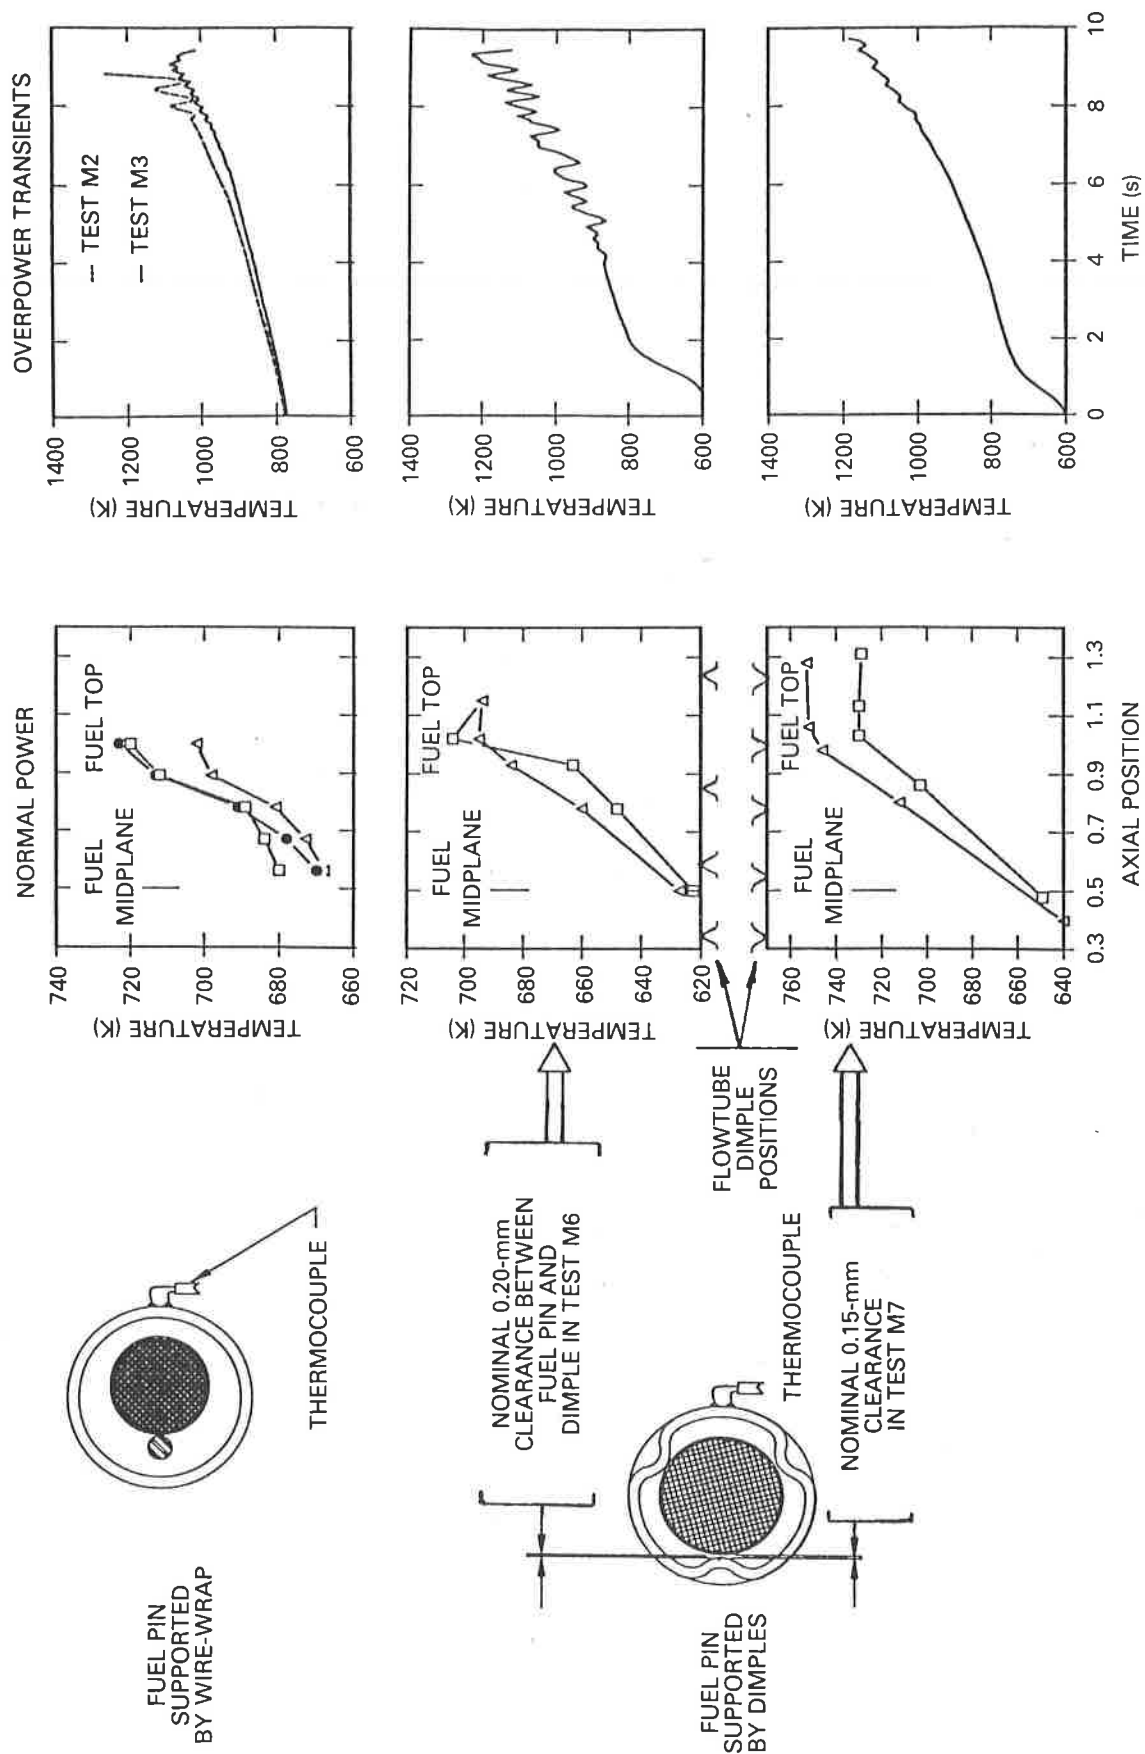 NORMAL POWER
OVERPOWER TRANSIENTS
FUEL PIN
SUPPORTED
BY WIRE-WRAP
THERMOCOUPLE
TEMPERATURE (K)
740
720
700
680
660
FUEL
MIDPLANE
FUEL TOP
TEMPERATURE (K)
1400
1200
1000
800
600
-- TEST M2
— TEST M3
NOMINAL 0.20-mm
CLEARANCE BETWEEN
FUEL PIN AND
DIMPLE IN TEST M6
TEMPERATURE (K)
720
700
680
660
640
620
FUEL
MIDPLANE
FUEL TOP
TEMPERATURE (K)
1400
1200
1000
800
600
FUEL PIN
SUPPORTED
BY DIMPLES
THERMOCOUPLE
FLOWTUBE
DIMPLE
POSITIONS
NOMINAL 0.15-mm
CLEARANCE
IN TEST M7
TEMPERATURE (K)
760
740
720
700
680
660
640
FUEL
MIDPLANE
FUEL TOP
0.3 0.5 0.7 0.9 1.1 1.3
AXIAL POSITION
TEMPERATURE (K)
1400
1200
1000
800
600
0 2 4 6 8 10
TIME (s)